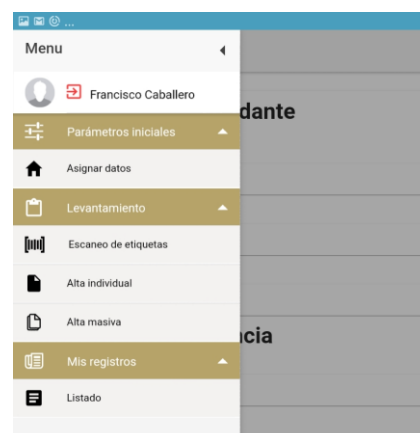 ...
Menu
Francisco Caballero
dante
Parámetros iniciales
Asignar datos
Levantamiento
Escaneo de etiquetas
Alta individual
Alta masiva
ncia
Mis registros
Listado